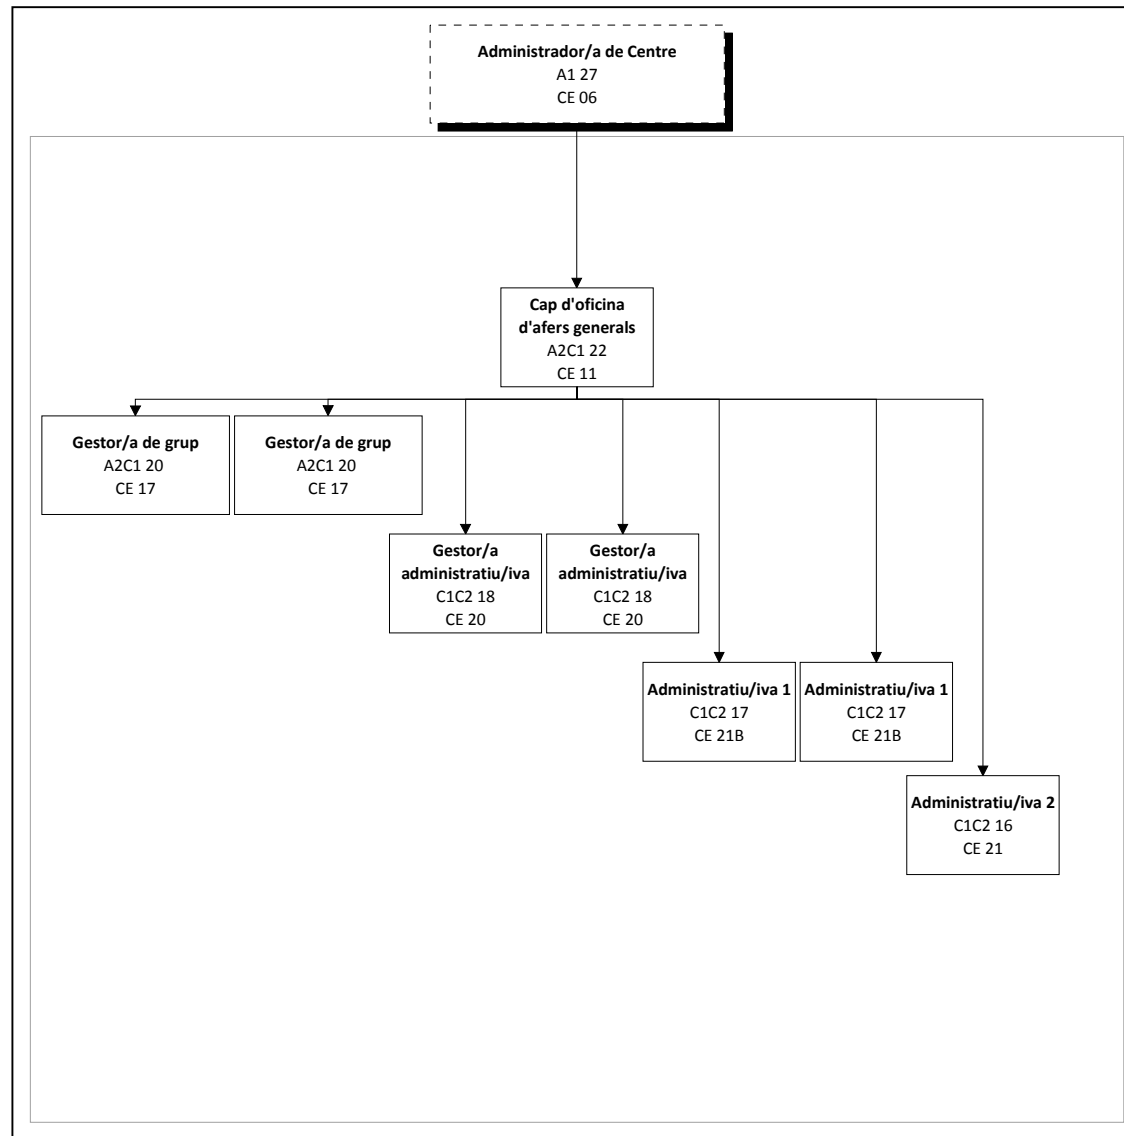 Administrador/a de Centre
A1 27
CE 06
Cap d'oficina
d'afers generals
A2C1 22
CE 11
Gestor/a de grup
A2C1 20
CE 17
Gestor/a de grup
A2C1 20
CE 17
Gestor/a
administratiu/iva
C1C2 18
CE 20
Gestor/a
administratiu/iva
C1C2 18
CE 20
Administratiu/iva 1
C1C2 17
CE 21B
Administratiu/iva 1
C1C2 17
CE 21B
Administratiu/iva 2
C1C2 16
CE 21